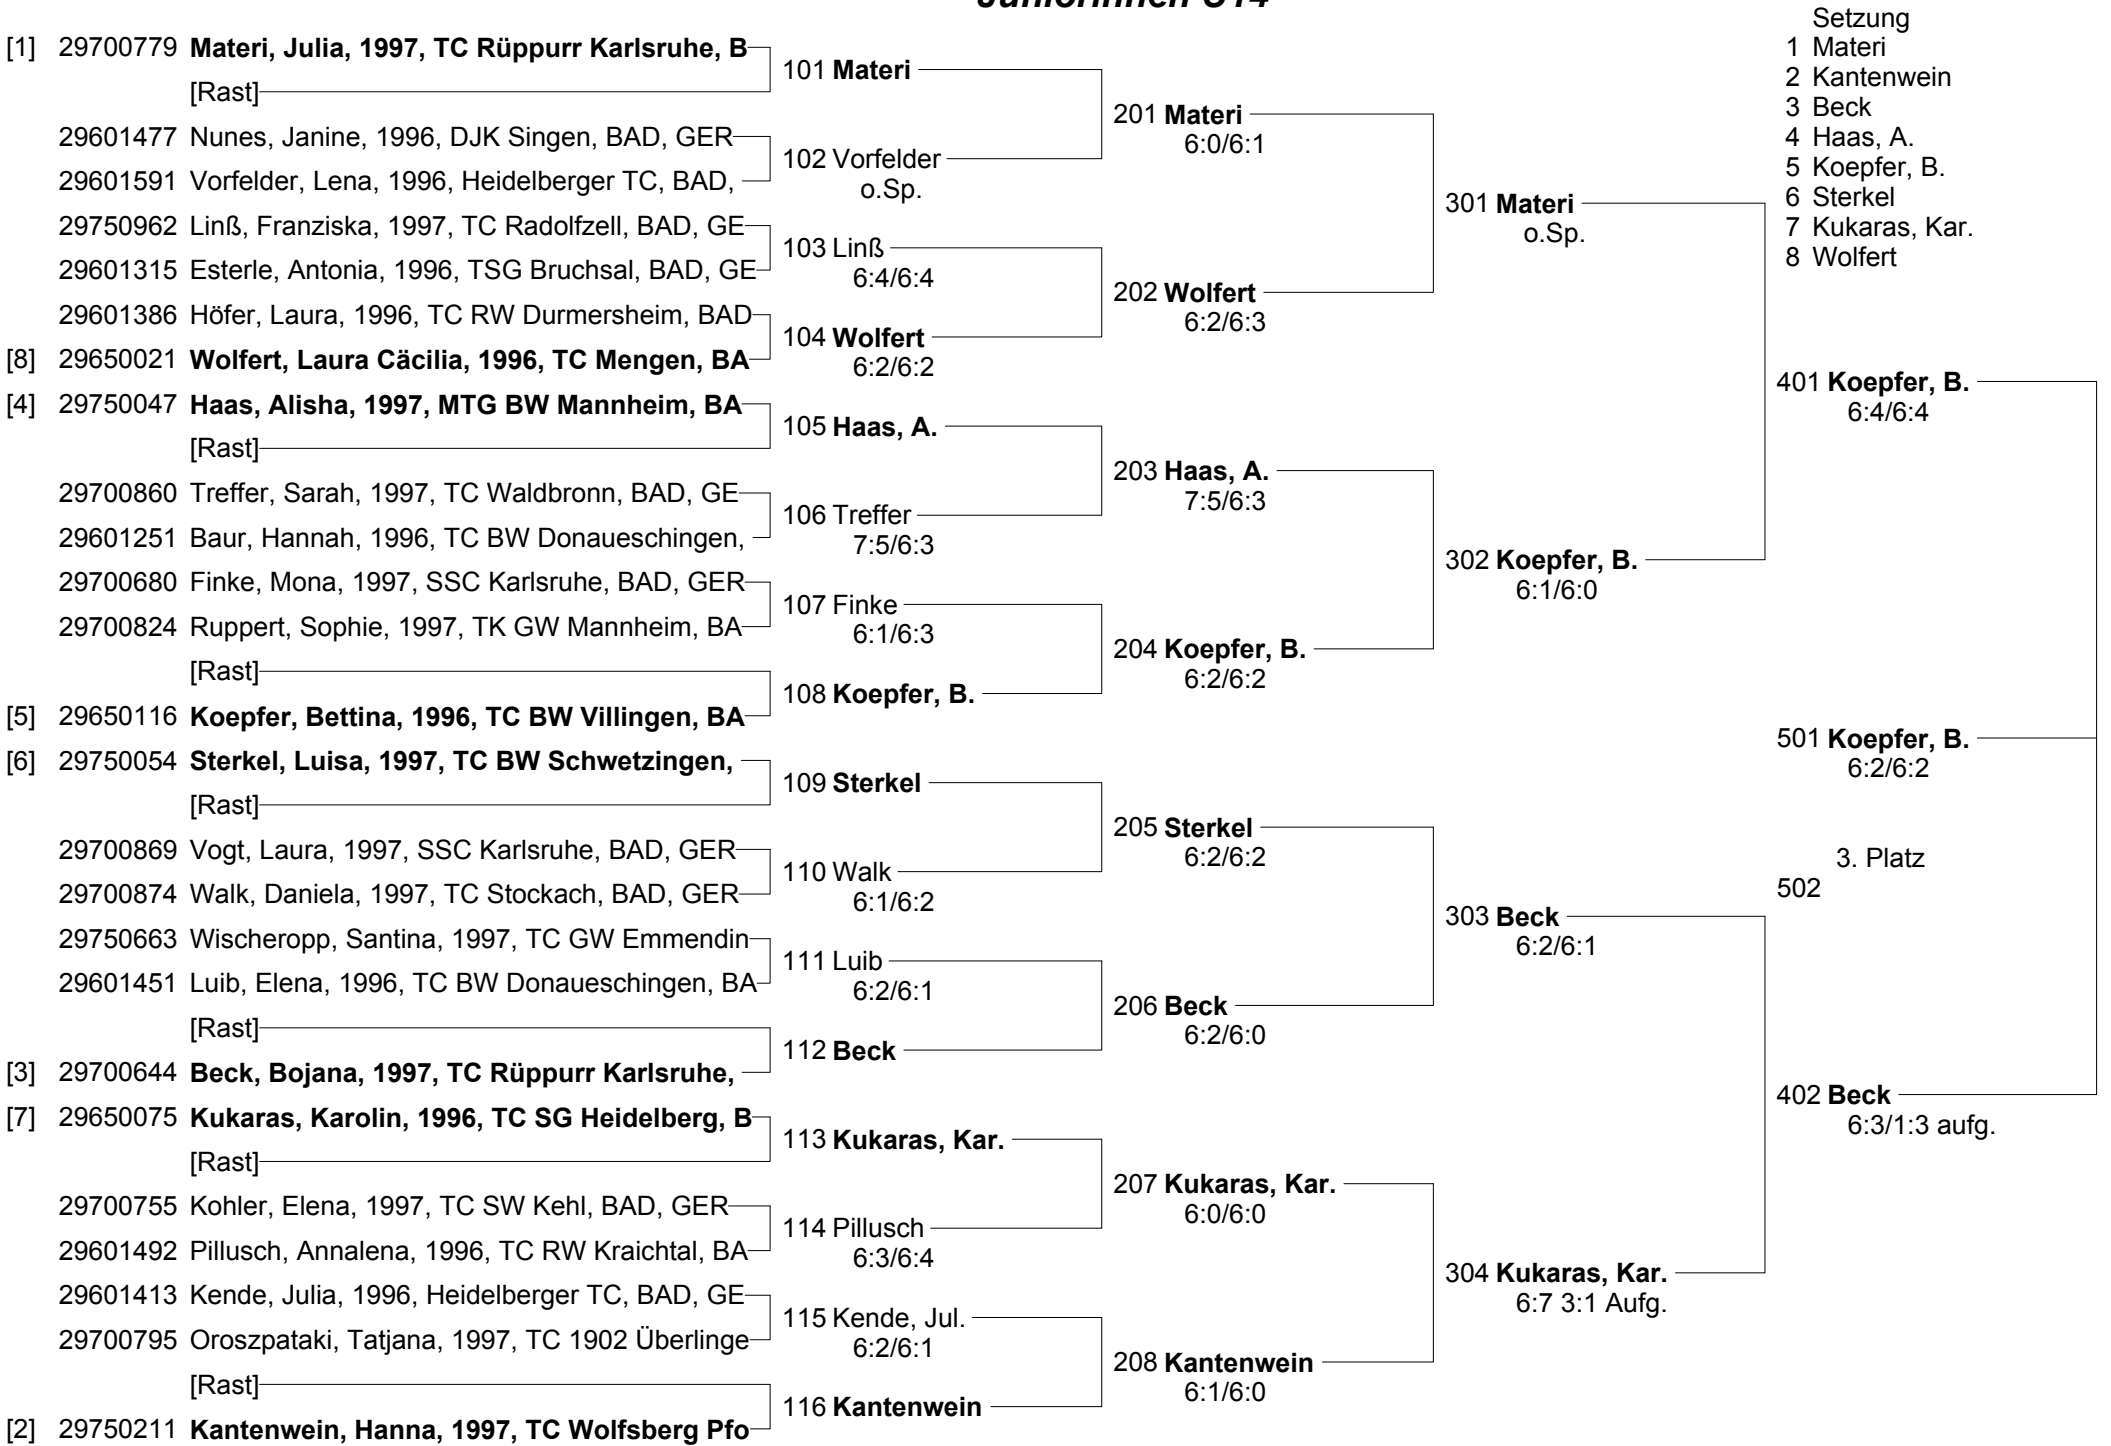 Juniorinnen U14
[1] 29700779 Materi, Julia, 1997, TC Rüppurr Karlsruhe, B
[Rast]
29601477 Nunes, Janine, 1996, DJK Singen, BAD, GER
29601591 Vorfelder, Lena, 1996, Heidelberger TC, BAD,
29750962 Linß, Franziska, 1997, TC Radolfzell, BAD, GE
29601315 Esterle, Antonia, 1996, TSG Bruchsal, BAD, GE
29601386 Höfer, Laura, 1996, TC RW Durmersheim, BAD
[8] 29650021 Wolfert, Laura Cäcilia, 1996, TC Mengen, BA
[4] 29750047 Haas, Alisha, 1997, MTG BW Mannheim, BA
[Rast]
29700860 Treffer, Sarah, 1997, TC Waldbronn, BAD, GE
29601251 Baur, Hannah, 1996, TC BW Donaueschingen,
29700680 Finke, Mona, 1997, SSC Karlsruhe, BAD, GER
29700824 Ruppert, Sophie, 1997, TK GW Mannheim, BA
[Rast]
[5] 29650116 Koepfer, Bettina, 1996, TC BW Villingen, BA
[6] 29750054 Sterkel, Luisa, 1997, TC BW Schwetzingen,
[Rast]
29700869 Vogt, Laura, 1997, SSC Karlsruhe, BAD, GER
29700874 Walk, Daniela, 1997, TC Stockach, BAD, GER
29750663 Wischeropp, Santina, 1997, TC GW Emmendin
29601451 Luib, Elena, 1996, TC BW Donaueschingen, BA
[Rast]
[3] 29700644 Beck, Bojana, 1997, TC Rüppurr Karlsruhe,
[7] 29650075 Kukaras, Karolin, 1996, TC SG Heidelberg, B
[Rast]
29700755 Kohler, Elena, 1997, TC SW Kehl, BAD, GER
29601492 Pillusch, Annalena, 1996, TC RW Kraichtal, BA
29601413 Kende, Julia, 1996, Heidelberger TC, BAD, GE
29700795 Oroszpataki, Tatjana, 1997, TC 1902 Überlinge
[Rast]
[2] 29750211 Kantenwein, Hanna, 1997, TC Wolfsberg Pfo
101 Materi
102 Vorfelder
o.Sp.
103 Linß
6:4/6:4
104 Wolfert
6:2/6:2
105 Haas, A.
106 Treffer
7:5/6:3
107 Finke
6:1/6:3
108 Koepfer, B.
109 Sterkel
110 Walk
6:1/6:2
111 Luib
6:2/6:1
112 Beck
113 Kukaras, Kar.
114 Pillusch
6:3/6:4
115 Kende, Jul.
6:2/6:1
116 Kantenwein
201 Materi
6:0/6:1
202 Wolfert
6:2/6:3
203 Haas, A.
7:5/6:3
204 Koepfer, B.
6:2/6:2
205 Sterkel
6:2/6:2
206 Beck
6:2/6:0
207 Kukaras, Kar.
6:0/6:0
208 Kantenwein
6:1/6:0
301 Materi
o.Sp.
302 Koepfer, B.
6:1/6:0
303 Beck
6:2/6:1
304 Kukaras, Kar.
6:7 3:1 Aufg.
Setzung
1 Materi
2 Kantenwein
3 Beck
4 Haas, A.
5 Koepfer, B.
6 Sterkel
7 Kukaras, Kar.
8 Wolfert
401 Koepfer, B.
6:4/6:4
501 Koepfer, B.
6:2/6:2
3. Platz
502
402 Beck
6:3/1:3 aufg.